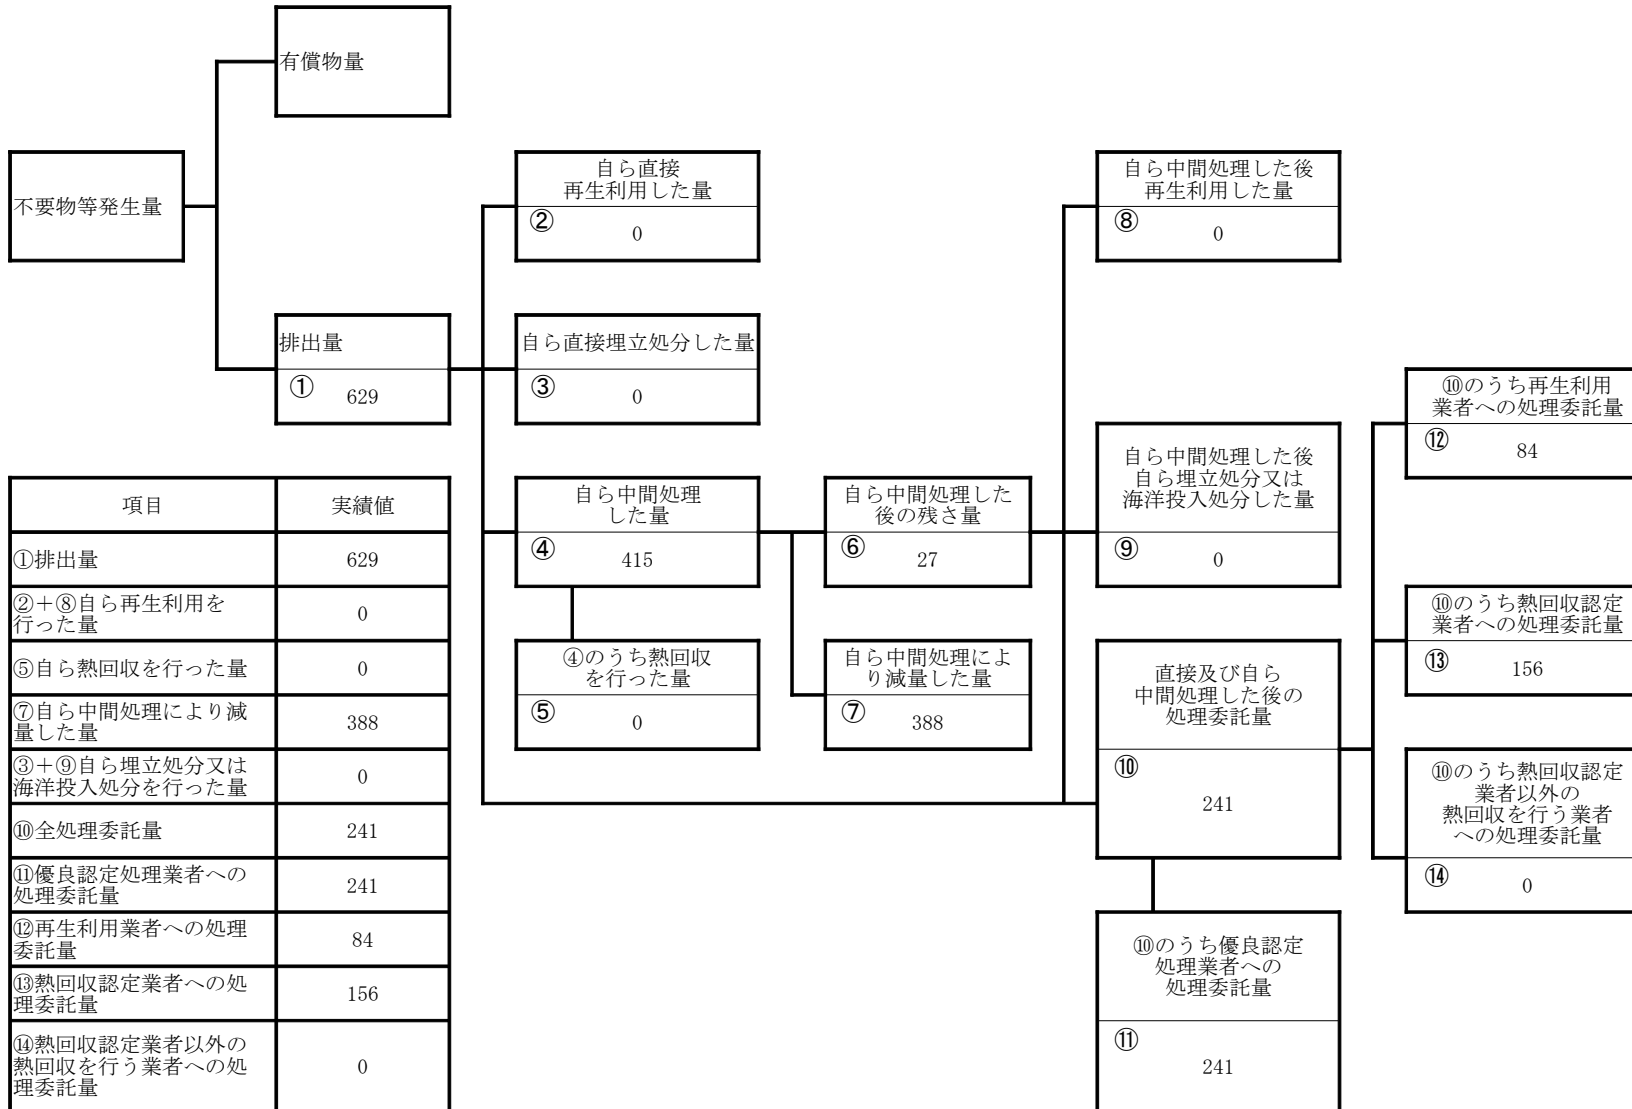 有償物量
不要物等発生量
自ら直接
再生利用した量
②
0
自ら中間処理した後
再生利用した量
⑧
0
排出量
①
629
自ら直接埋立処分した量
③
0
自ら中間処理
した量
④
415
自ら中間処理した
後の残さ量
⑥
27
自ら中間処理した後
自ら埋立処分又は
海洋投入処分した量
⑨
0
⑩のうち再生利用
業者への処理委託量
⑫
84
④のうち熱回収
を行った量
⑤
0
自ら中間処理によ
り減量した量
⑦
388
直接及び自ら
中間処理した後の
処理委託量
⑩
241
⑩のうち熱回収認定
業者への処理委託量
⑬
156
⑩のうち熱回収認定
業者以外の
熱回収を行う業者
への処理委託量
⑭
0
⑩のうち優良認定
処理業者への
処理委託量
⑪
241
項目 実績値
①排出量 629
②+⑧自ら再生利用を
行った量 0
⑤自ら熱回収を行った量 0
⑦自ら中間処理により減
量した量 388
③+⑨自ら埋立処分又は
海洋投入処分を行った量 0
⑩全処理委託量 241
⑪優良認定処理業者への
処理委託量 241
⑫再生利用業者への処理
委託量 84
⑬熱回収認定業者への処
理委託量 156
⑭熱回収認定業者以外の
熱回収を行う業者への処
理委託量 0